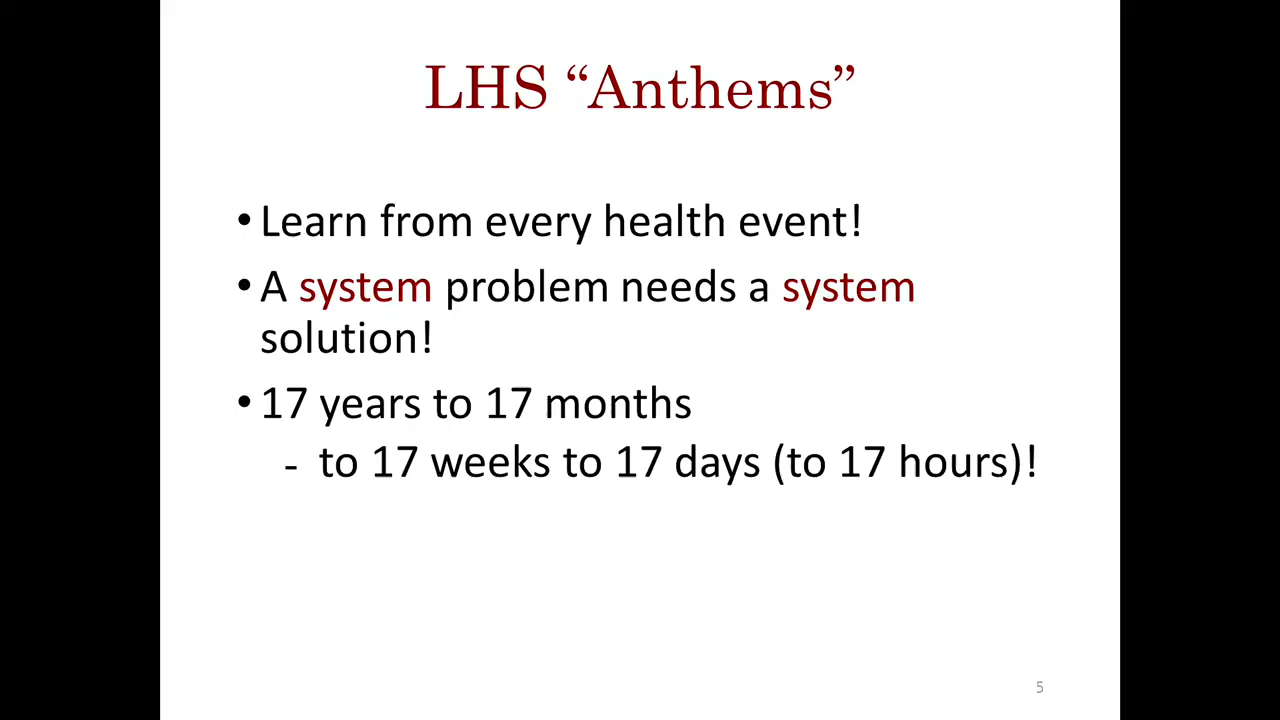 LHS “Anthems”
• Learn from every health event!
• A system problem needs a system
solution!
• 17 years to 17 months
- to 17 weeks to 17 days (to 17 hours)!
5